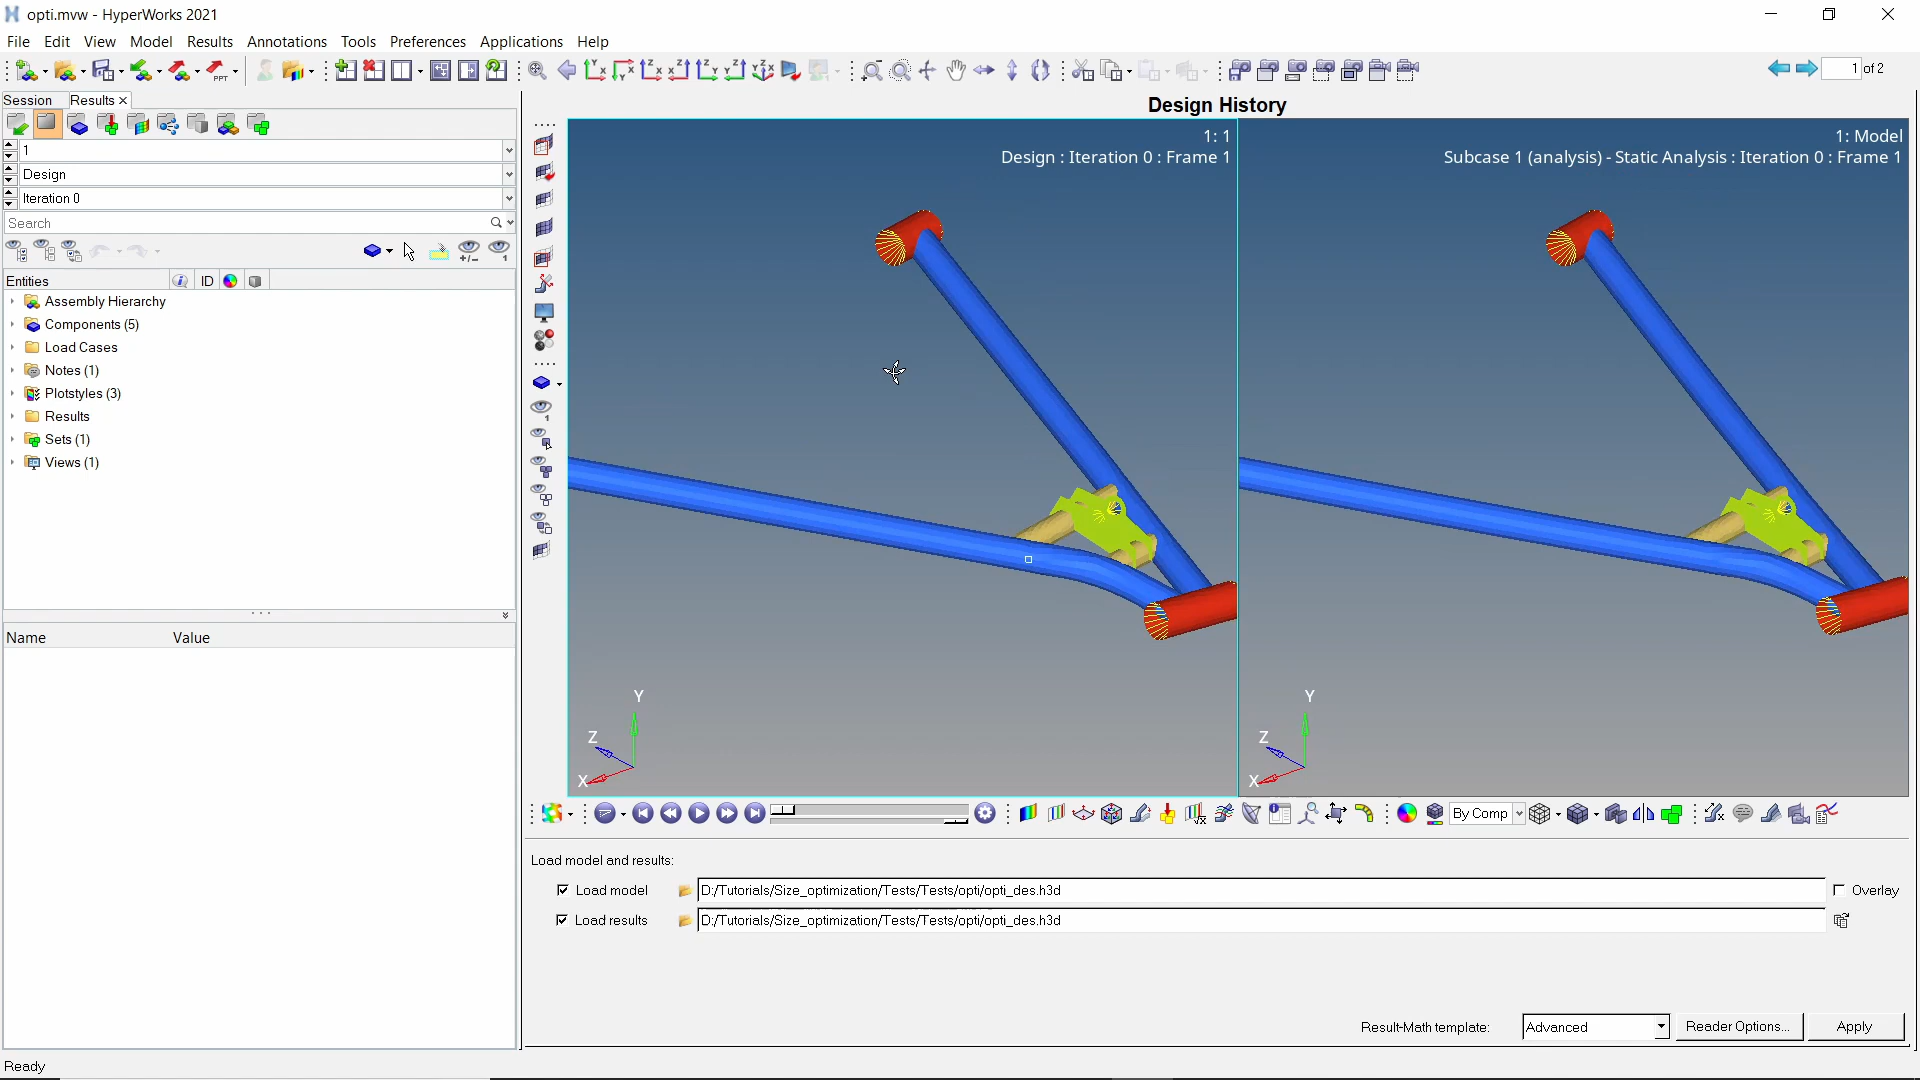 opti.mvw - HyperWorks 2021
File Edit View Model Results Annotations Tools Preferences Applications Help
PPT
1 of 2
Session Results
1
Design
Iteration 0
Search
Entities ID
Assembly Hierarchy
Components (5)
Load Cases
Notes (1)
Plotstyles (3)
Results
Sets (1)
Views (1)
Name Value
Design History
1: 1
Design : Iteration 0 : Frame 1
Y
Z
X
1: Model
Subcase 1 (analysis) - Static Analysis : Iteration 0 : Frame 1
Y
Z
X
By Comp
Load model and results:
Load model D:/Tutorials/Size_optimization/Tests/Tests/opti/opti_des.h3d Overlay
Load results D:/Tutorials/Size_optimization/Tests/Tests/opti/opti_des.h3d
Result-Math template: Advanced Reader Options... Apply
Ready